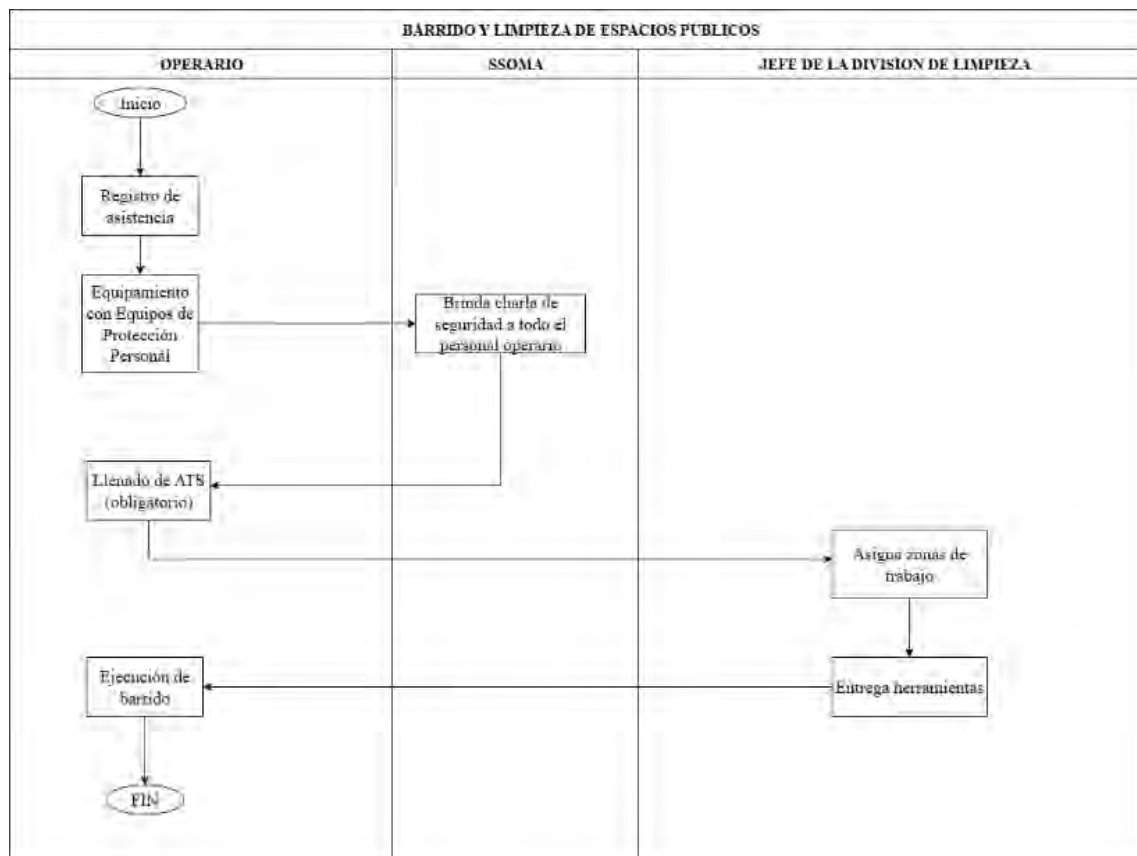 BARRIDO Y LIMPIEZA DE ESPACIOS PUBLICOS
OPERARIO
SSOMA
JEFE DE LA DIVISION DE LIMPIEZA
Inicio
Registro de
asistencia
Equipamiento
con Equipos de
Protección
Personal
Brinda charla de
seguridad a todo el
personal operario
Llenado de ATS
(obligatorio)
Asigna zonas de
trabajo
Ejecución de
barrido
Entrega herramientas
FIN